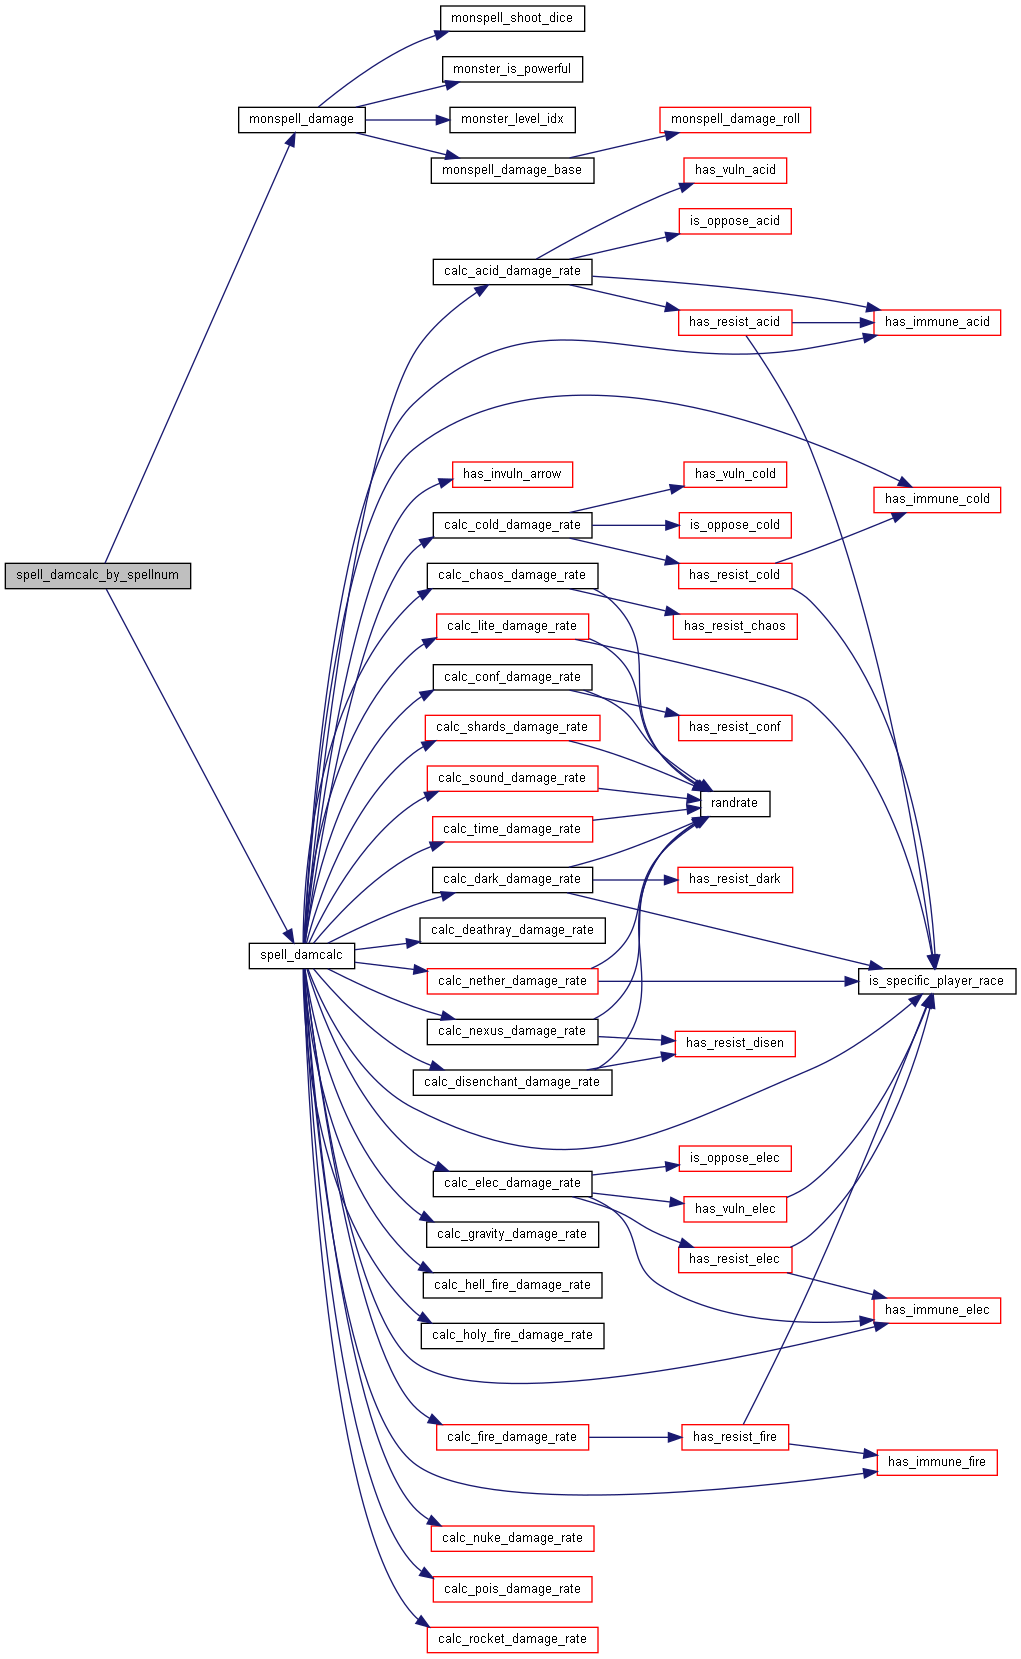 monspell_shoot_dice
monster_is_powerful
monspell_damage
monster_level_idx
monspell_damage_roll
monspell_damage_base
has_vuln_acid
is_oppose_acid
calc_acid_damage_rate
has_resist_acid
has_immune_acid
has_invuln_arrow
has_vuln_cold
has_immune_cold
calc_cold_damage_rate
is_oppose_cold
spell_damcalc_by_spellnum
calc_chaos_damage_rate
has_resist_cold
calc_lite_damage_rate
has_resist_chaos
calc_conf_damage_rate
has_resist_conf
calc_shards_damage_rate
calc_sound_damage_rate
randrate
calc_time_damage_rate
calc_dark_damage_rate
has_resist_dark
calc_deathray_damage_rate
spell_damcalc
calc_nether_damage_rate
is_specific_player_race
calc_nexus_damage_rate
has_resist_disen
calc_disenchant_damage_rate
is_oppose_elec
calc_elec_damage_rate
has_vuln_elec
calc_gravity_damage_rate
has_resist_elec
calc_hell_fire_damage_rate
has_immune_elec
calc_holy_fire_damage_rate
calc_fire_damage_rate
has_resist_fire
has_immune_fire
calc_nuke_damage_rate
calc_pois_damage_rate
calc_rocket_damage_rate